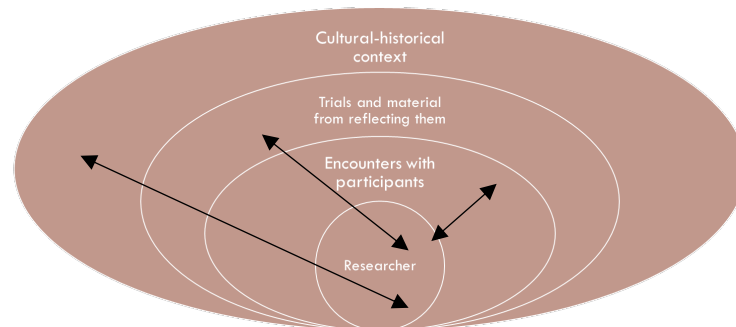 Cultural-historical
context
Trials and material
from reflecting them
Encounters with
participants
Researcher